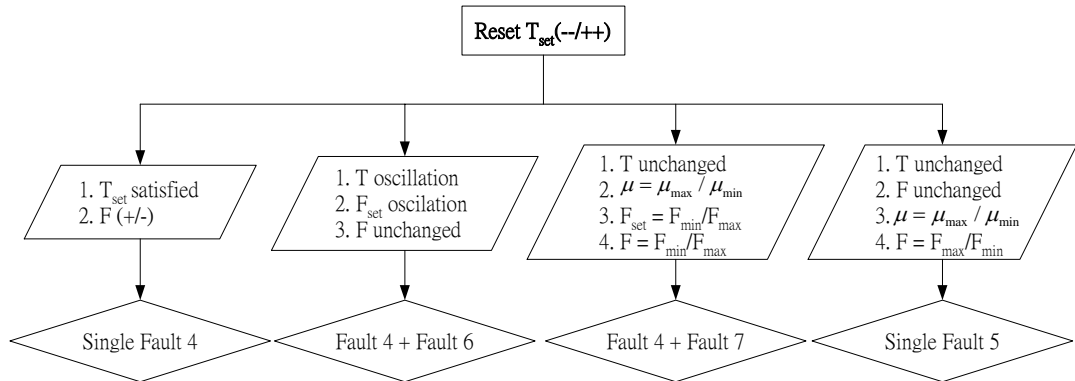 Reset T_set(--/++)
1. T_set satisfied
2. F (+/-)
1. T oscillation
2. F_set oscilation
3. F unchanged
1. T unchanged
2. μ = μ_max / μ_min
3. F_set = F_min/F_max
4. F = F_min/F_max
1. T unchanged
2. F unchanged
3. μ = μ_max / μ_min
4. F = F_max/F_min
Single Fault 4
Fault 4 + Fault 6
Fault 4 + Fault 7
Single Fault 5